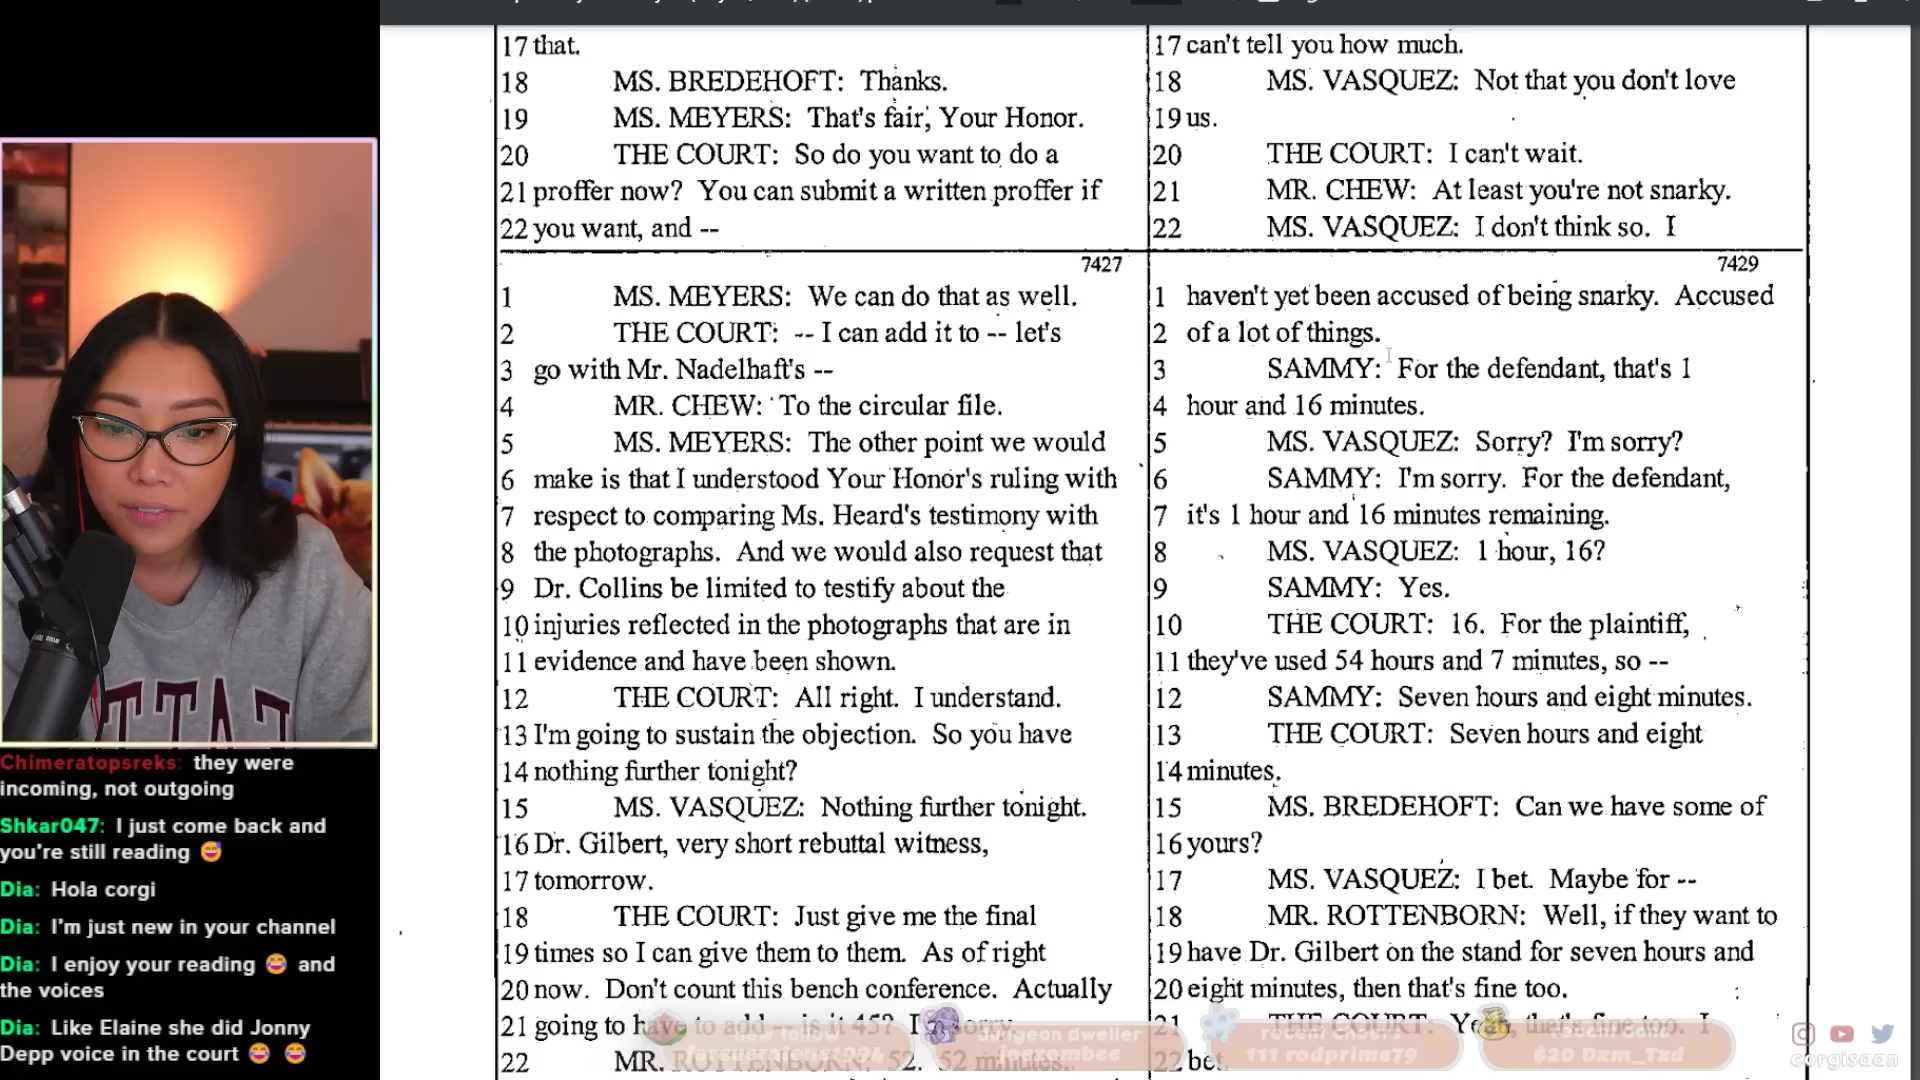 17 that.
18 MS. BREDEHOFT: Thanks.
19 MS. MEYERS: That's fair, Your Honor.
20 THE COURT: So do you want to do a
21 proffer now? You can submit a written proffer if
22 you want, and --
7427
1 MS. MEYERS: We can do that as well.
2 THE COURT: -- I can add it to -- let's
3 go with Mr. Nadelhaft's --
4 MR. CHEW: To the circular file.
5 MS. MEYERS: The other point we would
6 make is that I understood Your Honor's ruling with
7 respect to comparing Ms. Heard's testimony with
8 the photographs. And we would also request that
9 Dr. Collins be limited to testify about the
10 injuries reflected in the photographs that are in
11 evidence and have been shown.
12 THE COURT: All right. I understand.
13 I'm going to sustain the objection. So you have
14 nothing further tonight?
15 MS. VASQUEZ: Nothing further tonight.
16 Dr. Gilbert, very short rebuttal witness,
17 tomorrow.
18 THE COURT: Just give me the final
19 times so I can give them to them. As of right
20 now. Don't count this bench conference. Actually
21 going to have to add -- is it 45?
22 MR. ROTTENBORN: 52. 52 minutes.
17 can't tell you how much.
18 MS. VASQUEZ: Not that you don't love
19 us.
20 THE COURT: I can't wait.
21 MR. CHEW: At least you're not snarky.
22 MS. VASQUEZ: I don't think so. I
7429
1 haven't yet been accused of being snarky. Accused
2 of a lot of things.
3 SAMMY: For the defendant, that's 1
4 hour and 16 minutes.
5 MS. VASQUEZ: Sorry? I'm sorry?
6 SAMMY: I'm sorry. For the defendant,
7 it's 1 hour and 16 minutes remaining.
8 MS. VASQUEZ: 1 hour, 16?
9 SAMMY: Yes.
10 THE COURT: 16. For the plaintiff,
11 they've used 54 hours and 7 minutes, so --
12 SAMMY: Seven hours and eight minutes.
13 THE COURT: Seven hours and eight
14 minutes.
15 MS. BREDEHOFT: Can we have some of
16 yours?
17 MS. VASQUEZ: I bet. Maybe for --
18 MR. ROTTENBORN: Well, if they want to
19 have Dr. Gilbert on the stand for seven hours and
20 eight minutes, then that's fine too.
21 THE COURT: Yeah, that's fine too. I
22 bet.
Chimeratopsreks: they were
incoming, not outgoing
Shkar047: I just come back and
you're still reading 😅
Dia: Hola corgi
Dia: I'm just new in your channel
Dia: I enjoy your reading 😂 and
the voices
Dia: Like Elaine she did Jonny
Depp voice in the court 😂 😂
dungeon dweller
111 rodprime79
$20 Dxm_Txd
corgisaan